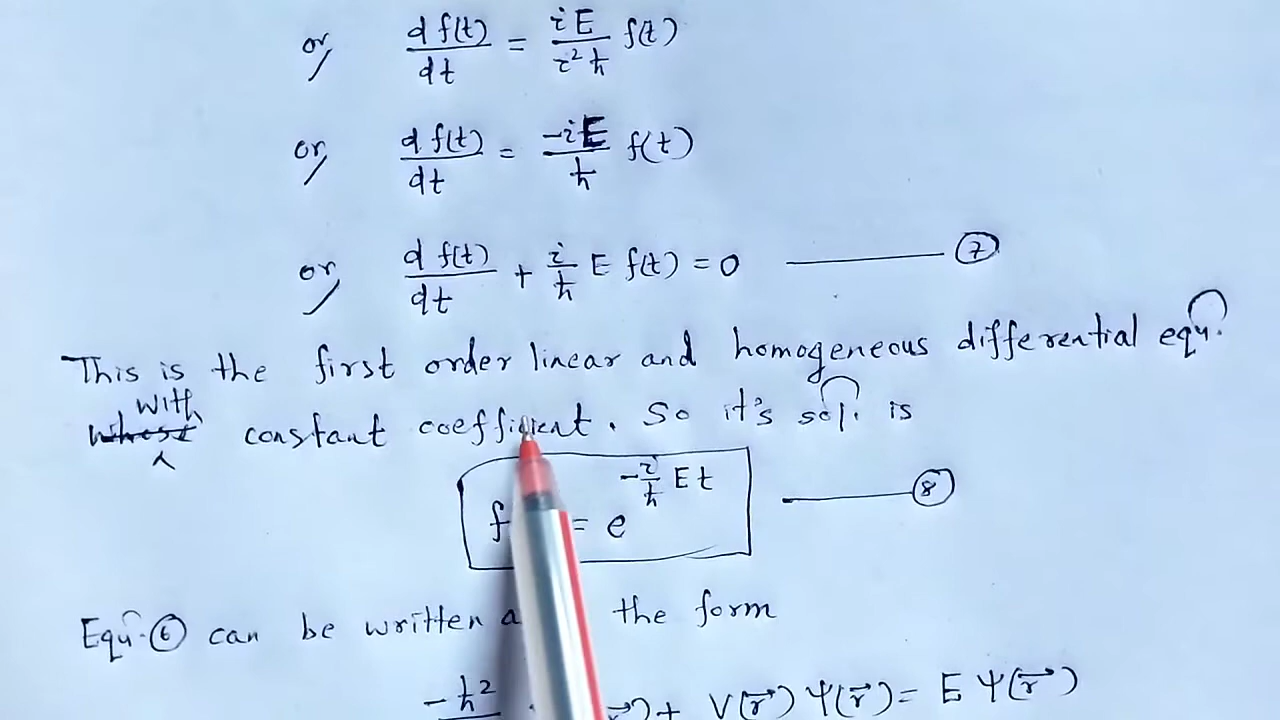 or, d f(t)/dt = iE/i²ħ f(t)
or, d f(t)/dt = -iE/ħ f(t)
or, d f(t)/dt + i/ħ E f(t) = 0 ——— ⑦
This is the first order linear and homogeneous differential equ.
with constant coefficient. So it's sol. is
f = e^(-i/ħ Et) ——— ⑧
Equ. ⑥ can be written the form
-ħ² + V(r⃗) Ψ(r⃗) = E Ψ(r⃗)